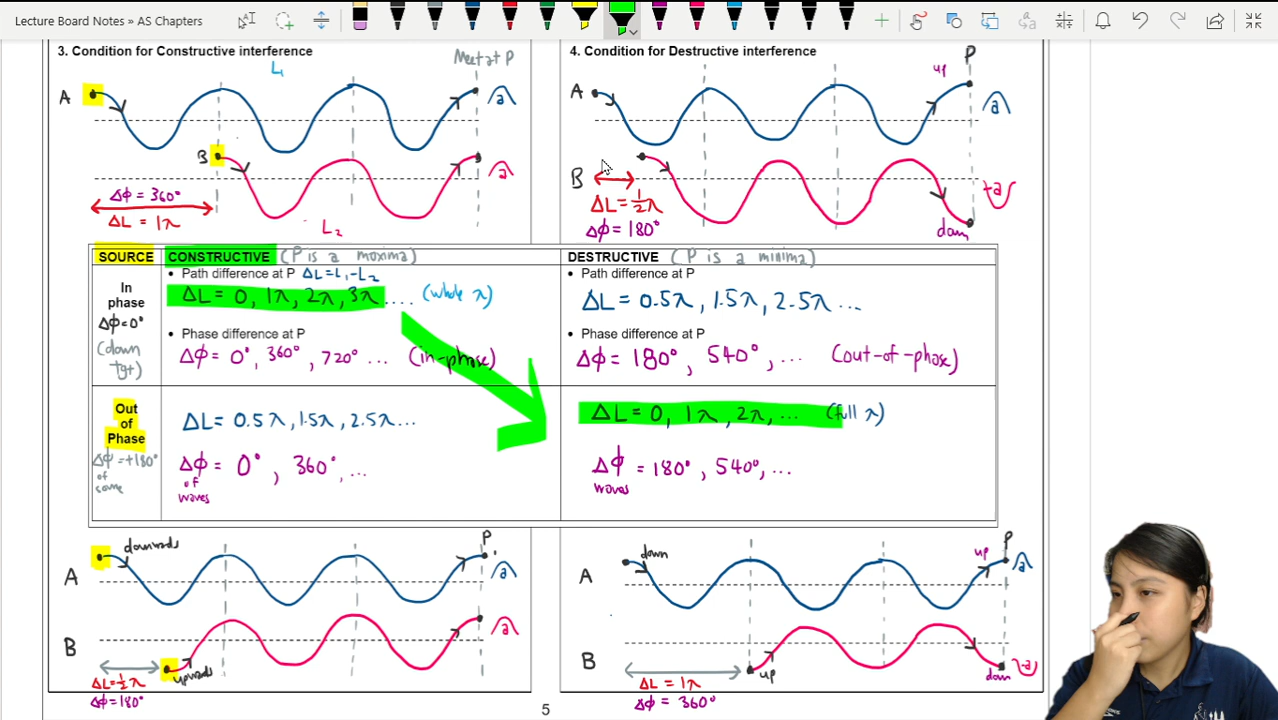 Lecture Board Notes » AS Chapters
3. Condition for Constructive interference
Meet at P
L1
A
a
B
a
Δϕ = 360°
ΔL = 1λ
L2
4. Condition for Destructive interference
P
up
A
a
B
-a
ΔL = ½λ
Δϕ = 180°
down
SOURCE
CONSTRUCTIVE (P is a maxima)
DESTRUCTIVE (P is a minima)
In phase
Δϕ=0°
(down
tgt)
• Path difference at P ΔL=L1-L2
ΔL = 0, 1λ, 2λ, 3λ .... (whole λ)
• Phase difference at P
Δϕ = 0°, 360°, 720° ... (in-phase)
• Path difference at P
ΔL = 0.5λ, 1.5λ, 2.5λ ...
• Phase difference at P
Δϕ = 180°, 540°, ... (out-of-phase)
Out
of
Phase
Δϕ=+180°
of
ΔL = 0.5λ, 1.5λ, 2.5λ...
Δϕ = 0°, 360°, ...
of
waves
ΔL = 0, 1λ, 2λ, ... (full λ)
Δϕ = 180°, 540°, ...
waves
downwards
P
A
a
B
a
upwards
ΔL=½λ
Δϕ=180°
down
up
P
A
a
B
up
down
-a
ΔL = 1λ
Δϕ = 360°
5